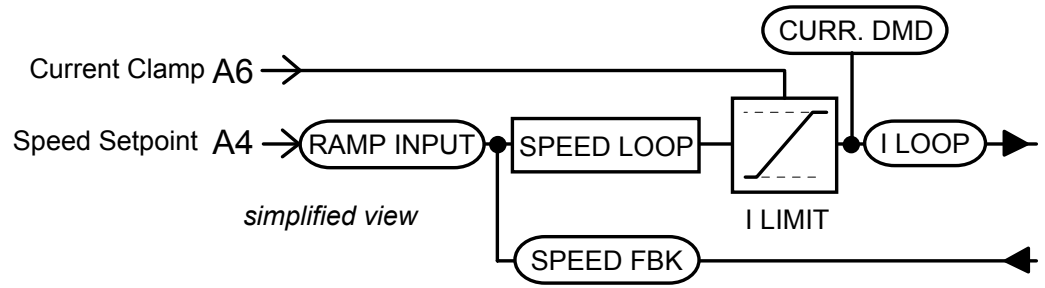 CURR. DMD
Current Clamp A6
Speed Setpoint A4
RAMP INPUT
SPEED LOOP
I LOOP
simplified view
I LIMIT
SPEED FBK